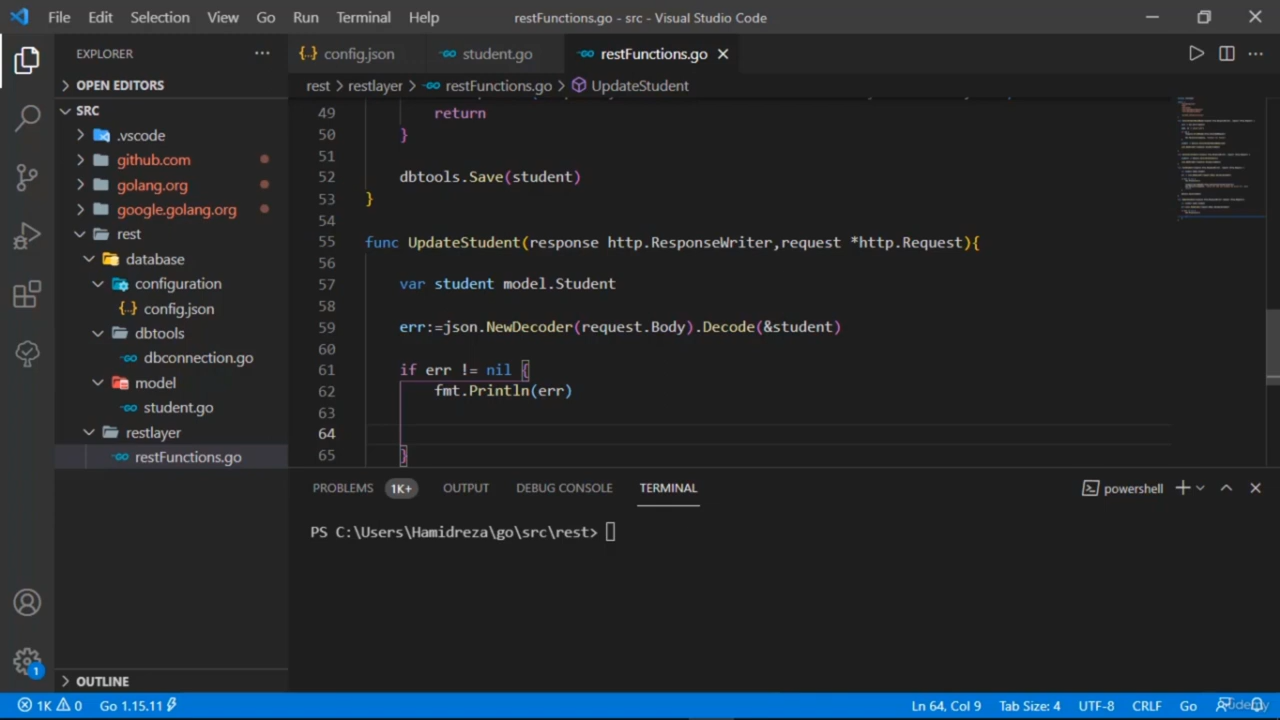 File Edit Selection View Go Run Terminal Help restFunctions.go - src - Visual Studio Code
EXPLORER
OPEN EDITORS
SRC
.vscode
github.com
golang.org
google.golang.org
rest
database
configuration
config.json
dbtools
dbconnection.go
model
student.go
restlayer
restFunctions.go
OUTLINE
config.json student.go restFunctions.go
rest > restlayer > restFunctions.go > UpdateStudent
49 return
50 }
51
52 dbtools.Save(student)
53 }
54
55 func UpdateStudent(response http.ResponseWriter,request *http.Request){
56
57 var student model.Student
58
59 err:=json.NewDecoder(request.Body).Decode(&student)
60
61 if err != nil {
62 fmt.Println(err)
63
64
65 }
PROBLEMS 1K+ OUTPUT DEBUG CONSOLE TERMINAL powershell
PS C:\Users\Hamidreza\go\src\rest>
1
1K 0 Go 1.15.11 Ln 64, Col 9 Tab Size: 4 UTF-8 CRLF Go